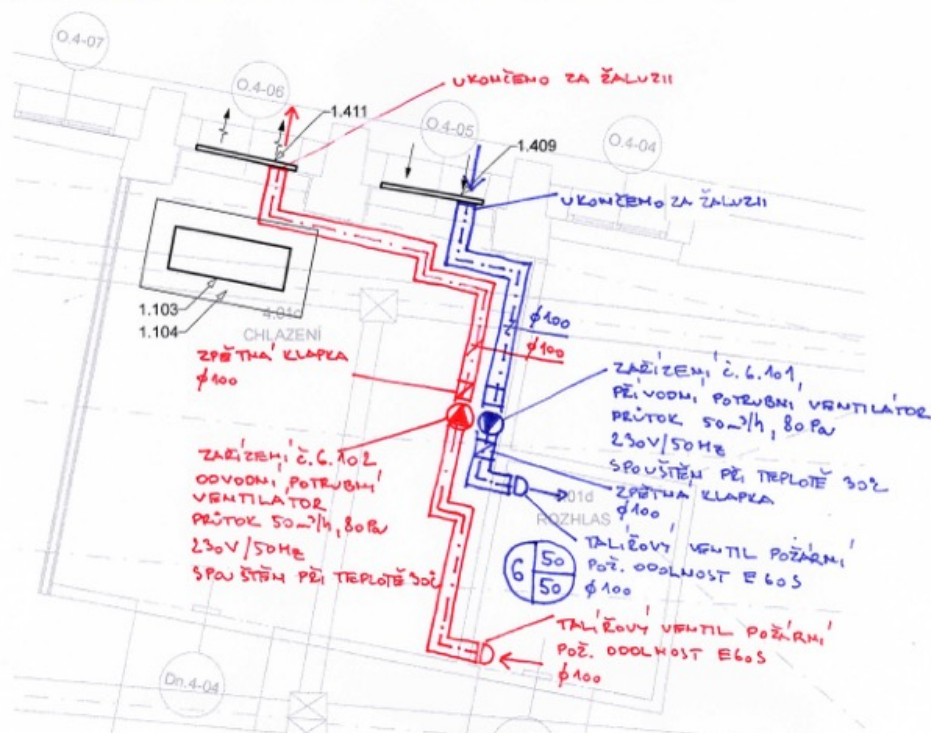 O.4-07
O.4-06
1.411
UKONČENO ZA ŽALUZII
O.4-05
1.409
O.4-04
UKONČENO ZA ŽALUZII
1.103
1.104
4.01c
CHLAZENÍ
ZPĚTNÁ KLAPKA
ϕ100
ϕ100
ϕ100
ZAŘÍZENÍ č.6.101,
PŘÍVODNÍ POTRUBNÍ VENTILÁTOR
PRŮTOK 50m³/h, 80Pa
230V/50Hz
SPOUŠTĚN PŘI TEPLOTĚ 30°C
ZPĚTNÁ KLAPKA
ϕ100
ZAŘÍZENÍ č.6.102
ODVODNÍ POTRUBNÍ
VENTILÁTOR
PRŮTOK 50m³/h, 80Pa
230V/50Hz
SPOUŠTĚN PŘI TEPLOTĚ 30°C
01d
ROZHLAS
6 50
50
TALÍŘOVÝ VENTIL POŽÁRNÍ
POŽ. ODOLNOST E60S
ϕ100
TALÍŘOVÝ VENTIL POŽÁRNÍ
POŽ. ODOLNOST E60S
ϕ100
Dn.4-04